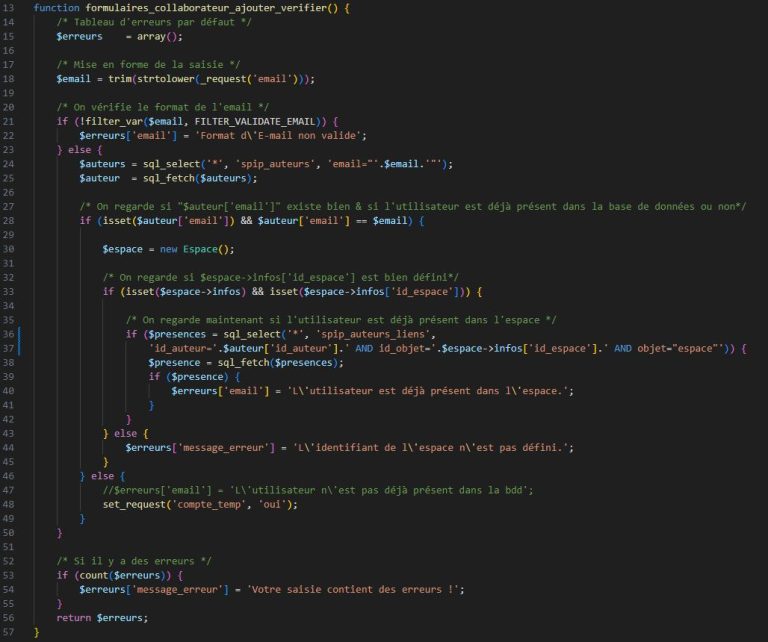 13 function formulaires_collaborateur_ajouter_verifier() {
14 /* Tableau d'erreurs par défaut */
15 $erreurs = array();
16
17 /* Mise en forme de la saisie */
18 $email = trim(strtolower(_request('email')));
19
20 /* On vérifie le format de l'email */
21 if (!filter_var($email, FILTER_VALIDATE_EMAIL)) {
22 $erreurs['email'] = 'Format d\'E-mail non valide';
23 } else {
24 $auteurs = sql_select('*', 'spip_auteurs', 'email="'.$email.'"');
25 $auteur = sql_fetch($auteurs);
26
27 /* On regarde si "$auteur['email']" existe bien & si l'utilisateur est déjà présent dans la base de données ou non*/
28 if (isset($auteur['email']) && $auteur['email'] == $email) {
29
30 $espace = new Espace();
31
32 /* On regarde si $espace->infos['id_espace'] est bien défini*/
33 if (isset($espace->infos) && isset($espace->infos['id_espace'])) {
34
35 /* On regarde maintenant si l'utilisateur est déjà présent dans l'espace */
36 if ($presences = sql_select('*', 'spip_auteurs_liens',
37 'id_auteur='.$auteur['id_auteur'].' AND id_objet='.$espace->infos['id_espace'].' AND objet="espace"')) {
38 $presence = sql_fetch($presences);
39 if ($presence) {
40 $erreurs['email'] = 'L\'utilisateur est déjà présent dans l\'espace.';
41 }
42 }
43 } else {
44 $erreurs['message_erreur'] = 'L\'identifiant de l\'espace n\'est pas défini.';
45 }
46 } else {
47 //$erreurs['email'] = 'L\'utilisateur n\'est pas déjà présent dans la bdd';
48 set_request('compte_temp', 'oui');
49 }
50 }
51
52 /* Si il y a des erreurs */
53 if (count($erreurs)) {
54 $erreurs['message_erreur'] = 'Votre saisie contient des erreurs !';
55 }
56 return $erreurs;
57 }